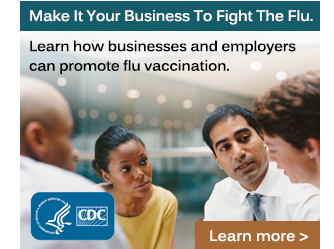 Make It Your Business To Fight The Flu.
Learn how businesses and employers
can promote flu vaccination.
CDC
Learn more >